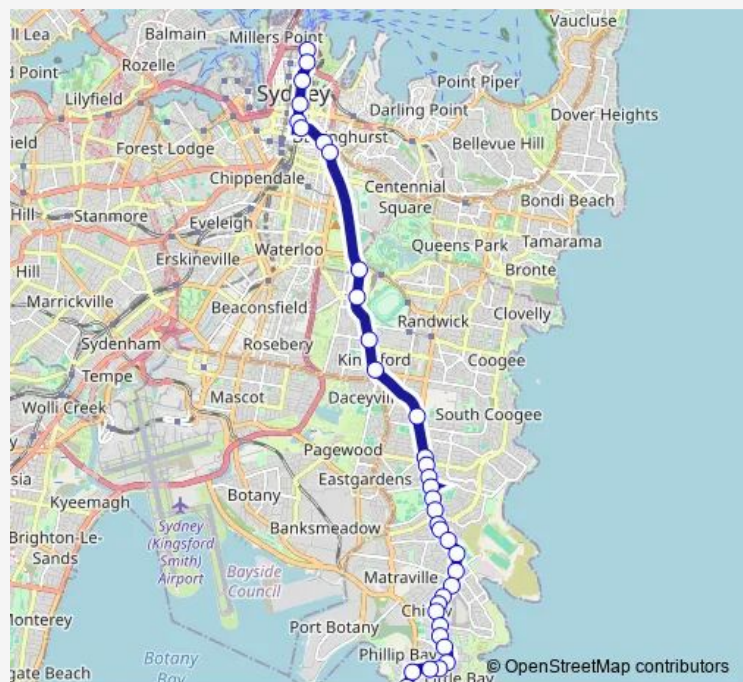 Vaucluse
Balmain
Millers Point
ll Lea
d Point
Rozelle
Point Piper
Lilyfield
Sydney
Darling Point
Dover Heights
ield
Forest Lodge
Bellevue Hill
Chippendale
Centennial
Square
Bondi Beach
Hill
Stanmore
Eveleigh
Waterloo
Queens Park
Tamarama
Erskineville
Hill
Bronte
Marrickville
Beaconsfield
Clovelly
Randwick
Sydenham
Rosebery
Coogee
Tempe
Mascot
Wolli Creek
South Coogee
Pagewood
sia
Eastgardens
Botany
Kyeemagh
Sydney
(Kingsford
Smith)
Airport
Banksmeadow
Brighton-Le-
Sands
Bayside
Council
Matraville
Monterey
Port Botany
Phillip Bay
gate Beach
Botany
Bay
Little Bay
© OpenStreetMap contributors